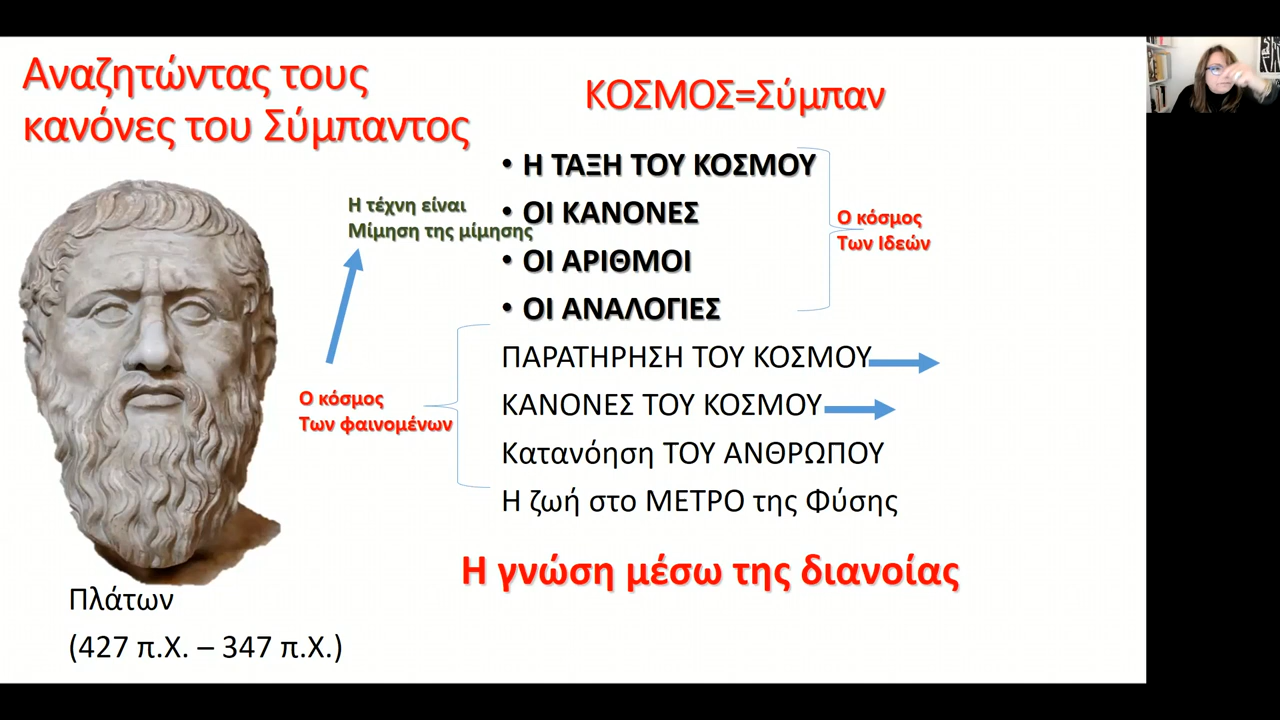 Αναζητώντας τους
κανόνες του Σύμπαντος
ΚΟΣΜΟΣ=Σύμπαν
• Η ΤΑΞΗ ΤΟΥ ΚΟΣΜΟΥ
• ΟΙ ΚΑΝΟΝΕΣ
• ΟΙ ΑΡΙΘΜΟΙ
• ΟΙ ΑΝΑΛΟΓΙΕΣ
Ο κόσμος
Των Ιδεών
Η τέχνη είναι
Μίμηση της μίμησης
ΠΑΡΑΤΗΡΗΣΗ ΤΟΥ ΚΟΣΜΟΥ
ΚΑΝΟΝΕΣ ΤΟΥ ΚΟΣΜΟΥ
Κατανόηση ΤΟΥ ΑΝΘΡΩΠΟΥ
Η ζωή στο ΜΕΤΡΟ της Φύσης
Ο κόσμος
Των φαινομένων
Η γνώση μέσω της διανοίας
Πλάτων
(427 π.Χ. – 347 π.Χ.)